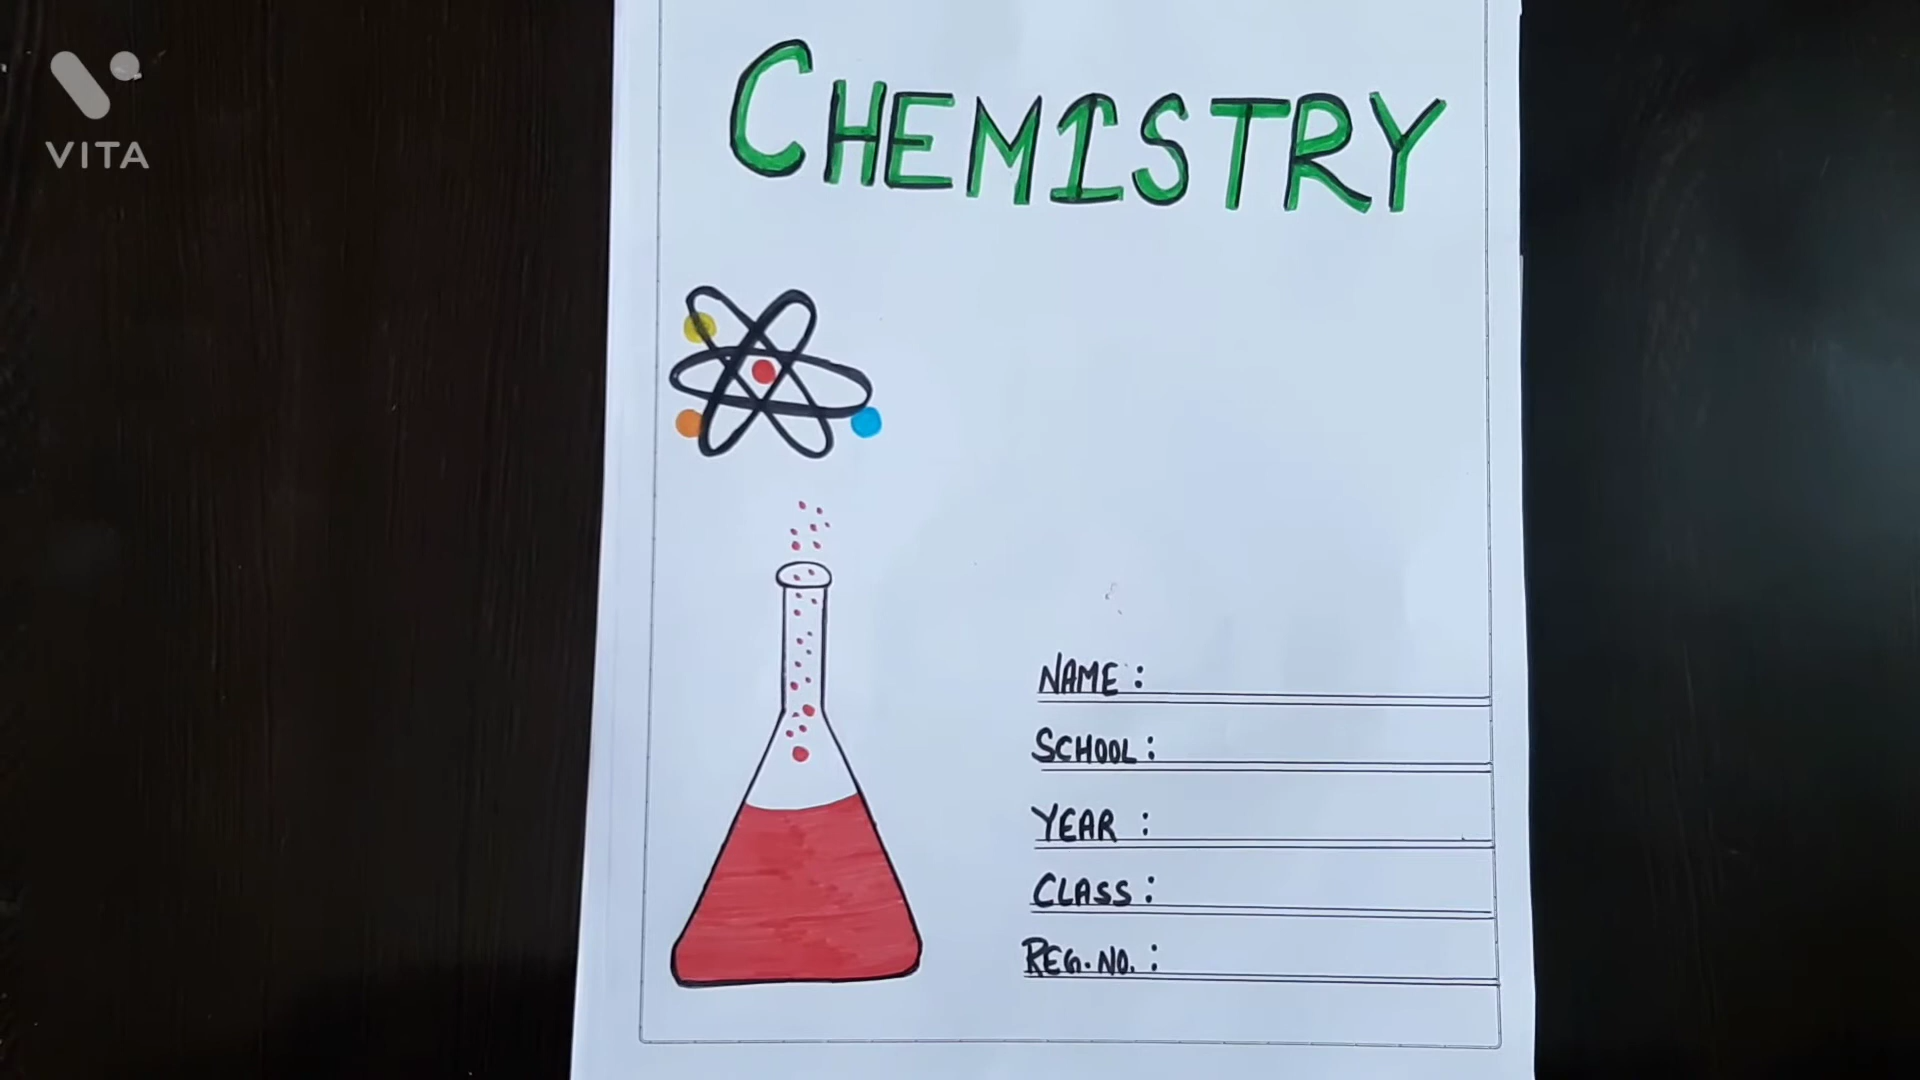 VITA
CHEMISTRY
NAME :
SCHOOL :
YEAR :
CLASS :
REG. NO. :